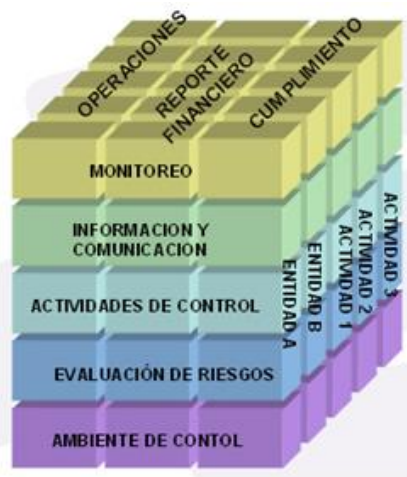 OPERACIONES
REPORTE
FINANCIERO
CUMPLIMIENTO
MONITOREO
INFORMACION Y
COMUNICACION
ACTIVIDADES DE CONTROL
EVALUACIÓN DE RIESGOS
AMBIENTE DE CONTOL
ENTIDAD A
ENTIDAD B
ACTIVIDAD 1
ACTIVIDAD 2
ACTIVIDAD 3